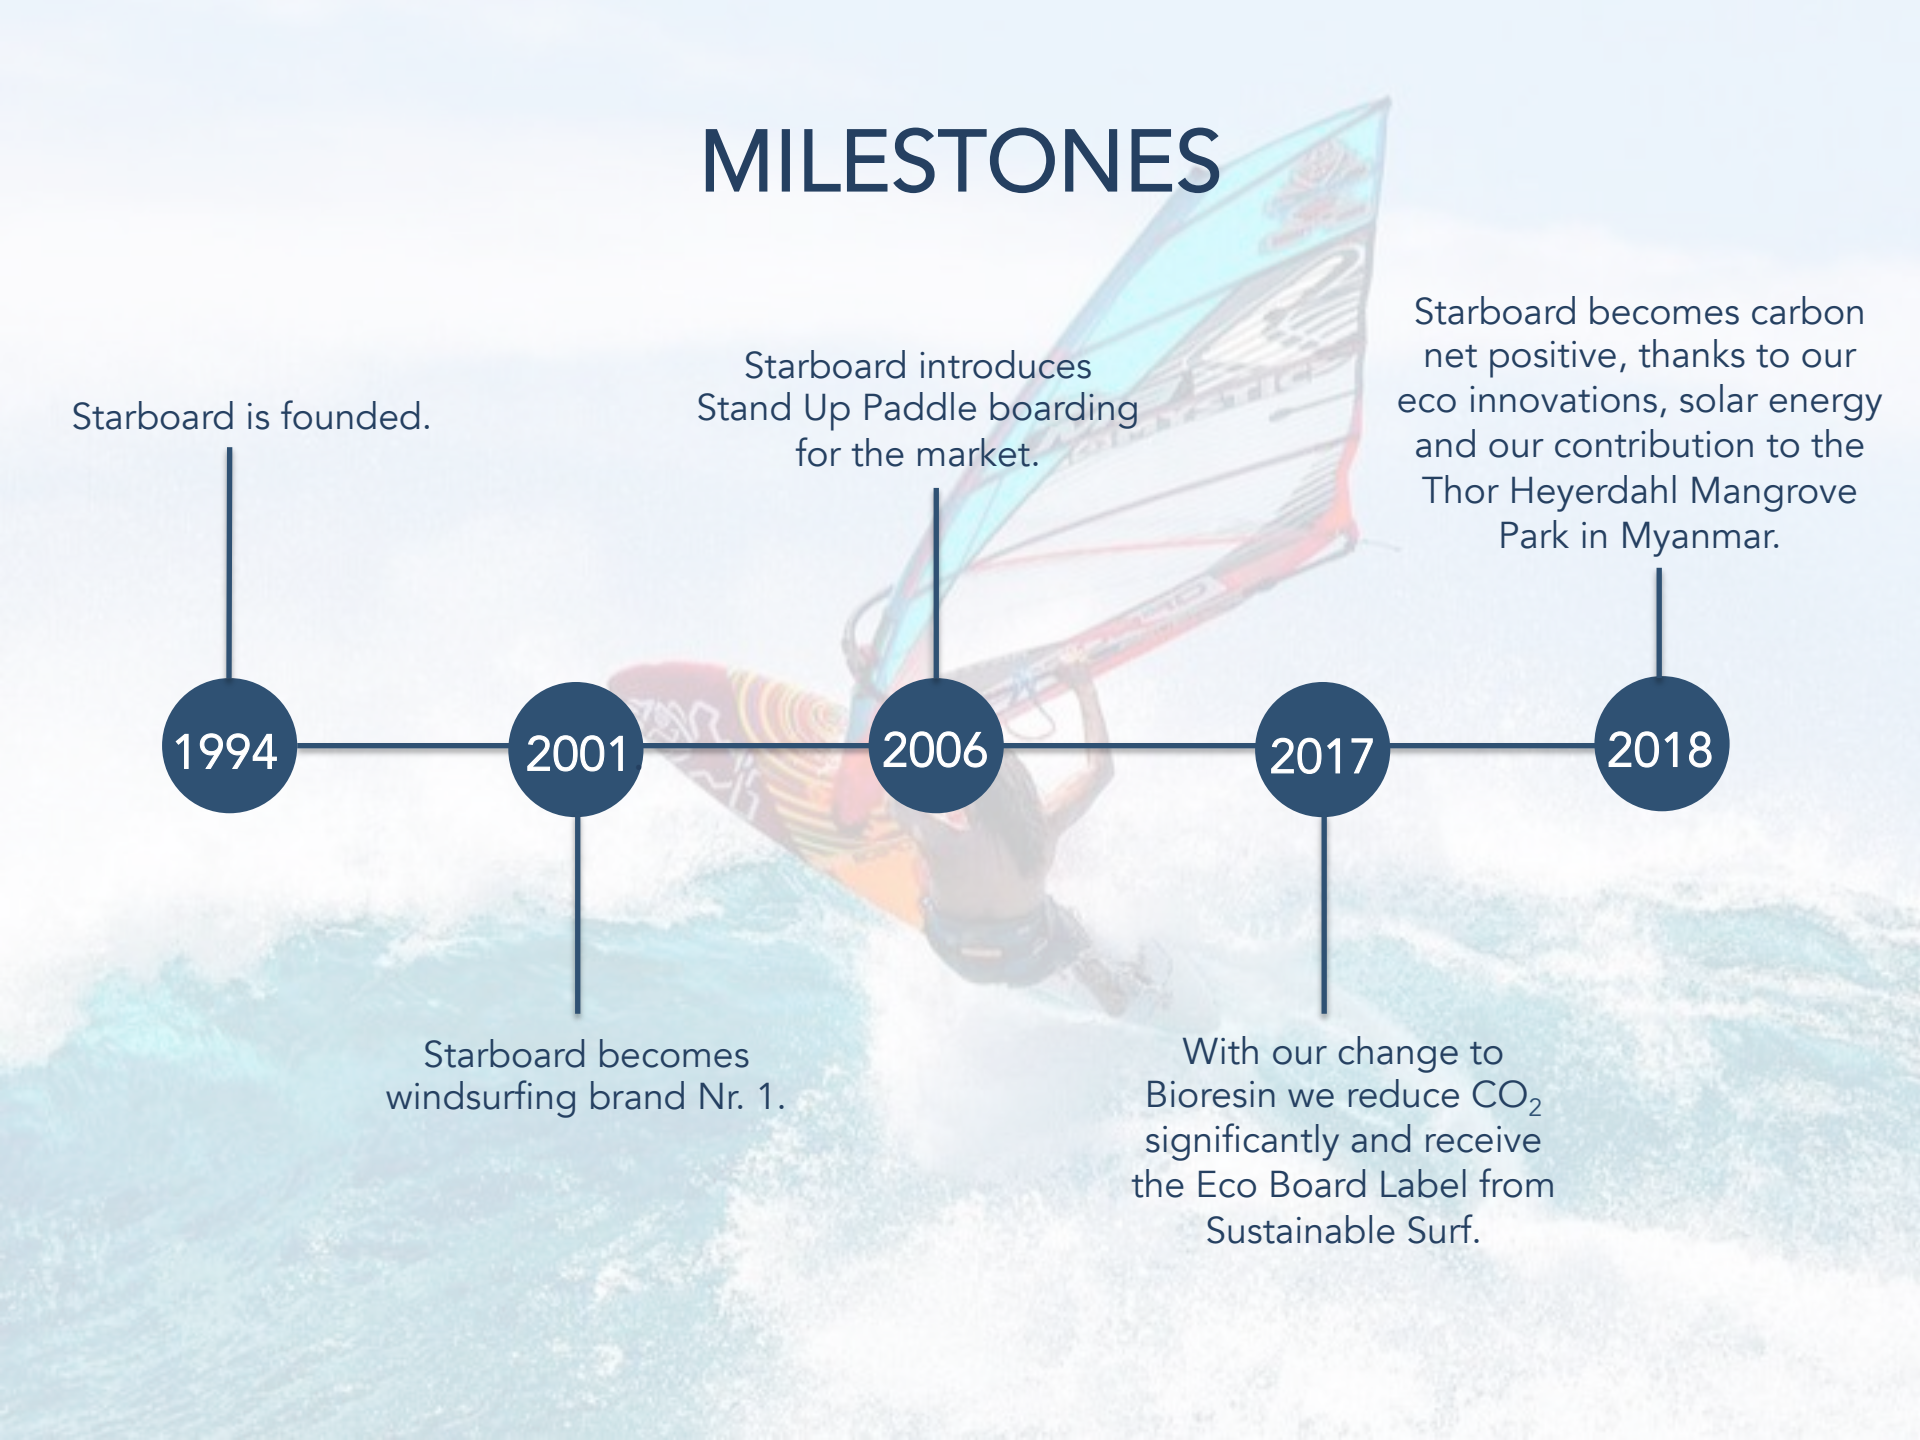 MILESTONES
Starboard is founded.
1994
Starboard becomes
windsurfing brand Nr. 1.
2001
Starboard introduces
Stand Up Paddle boarding
for the market.
2006
With our change to
Bioresin we reduce CO₂
significantly and receive
the Eco Board Label from
Sustainable Surf.
2017
Starboard becomes carbon
net positive, thanks to our
eco innovations, solar energy
and our contribution to the
Thor Heyerdahl Mangrove
Park in Myanmar.
2018